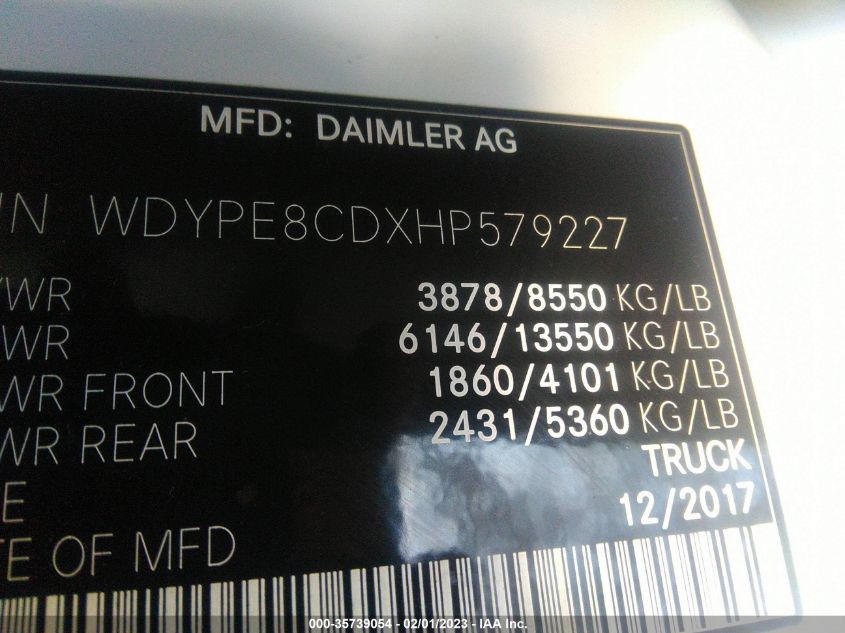 MFD: DAIMLER AG
IN WDYPE8CDXHP579227
WR 3878/8550 KG/LB
WR 6146/13550 KG/LB
WR FRONT 1860/4101 KG/LB
WR REAR 2431/5360 KG/LB
E TRUCK
TE OF MFD 12/2017
000-35739054 - 02/01/2023 - IAA Inc.